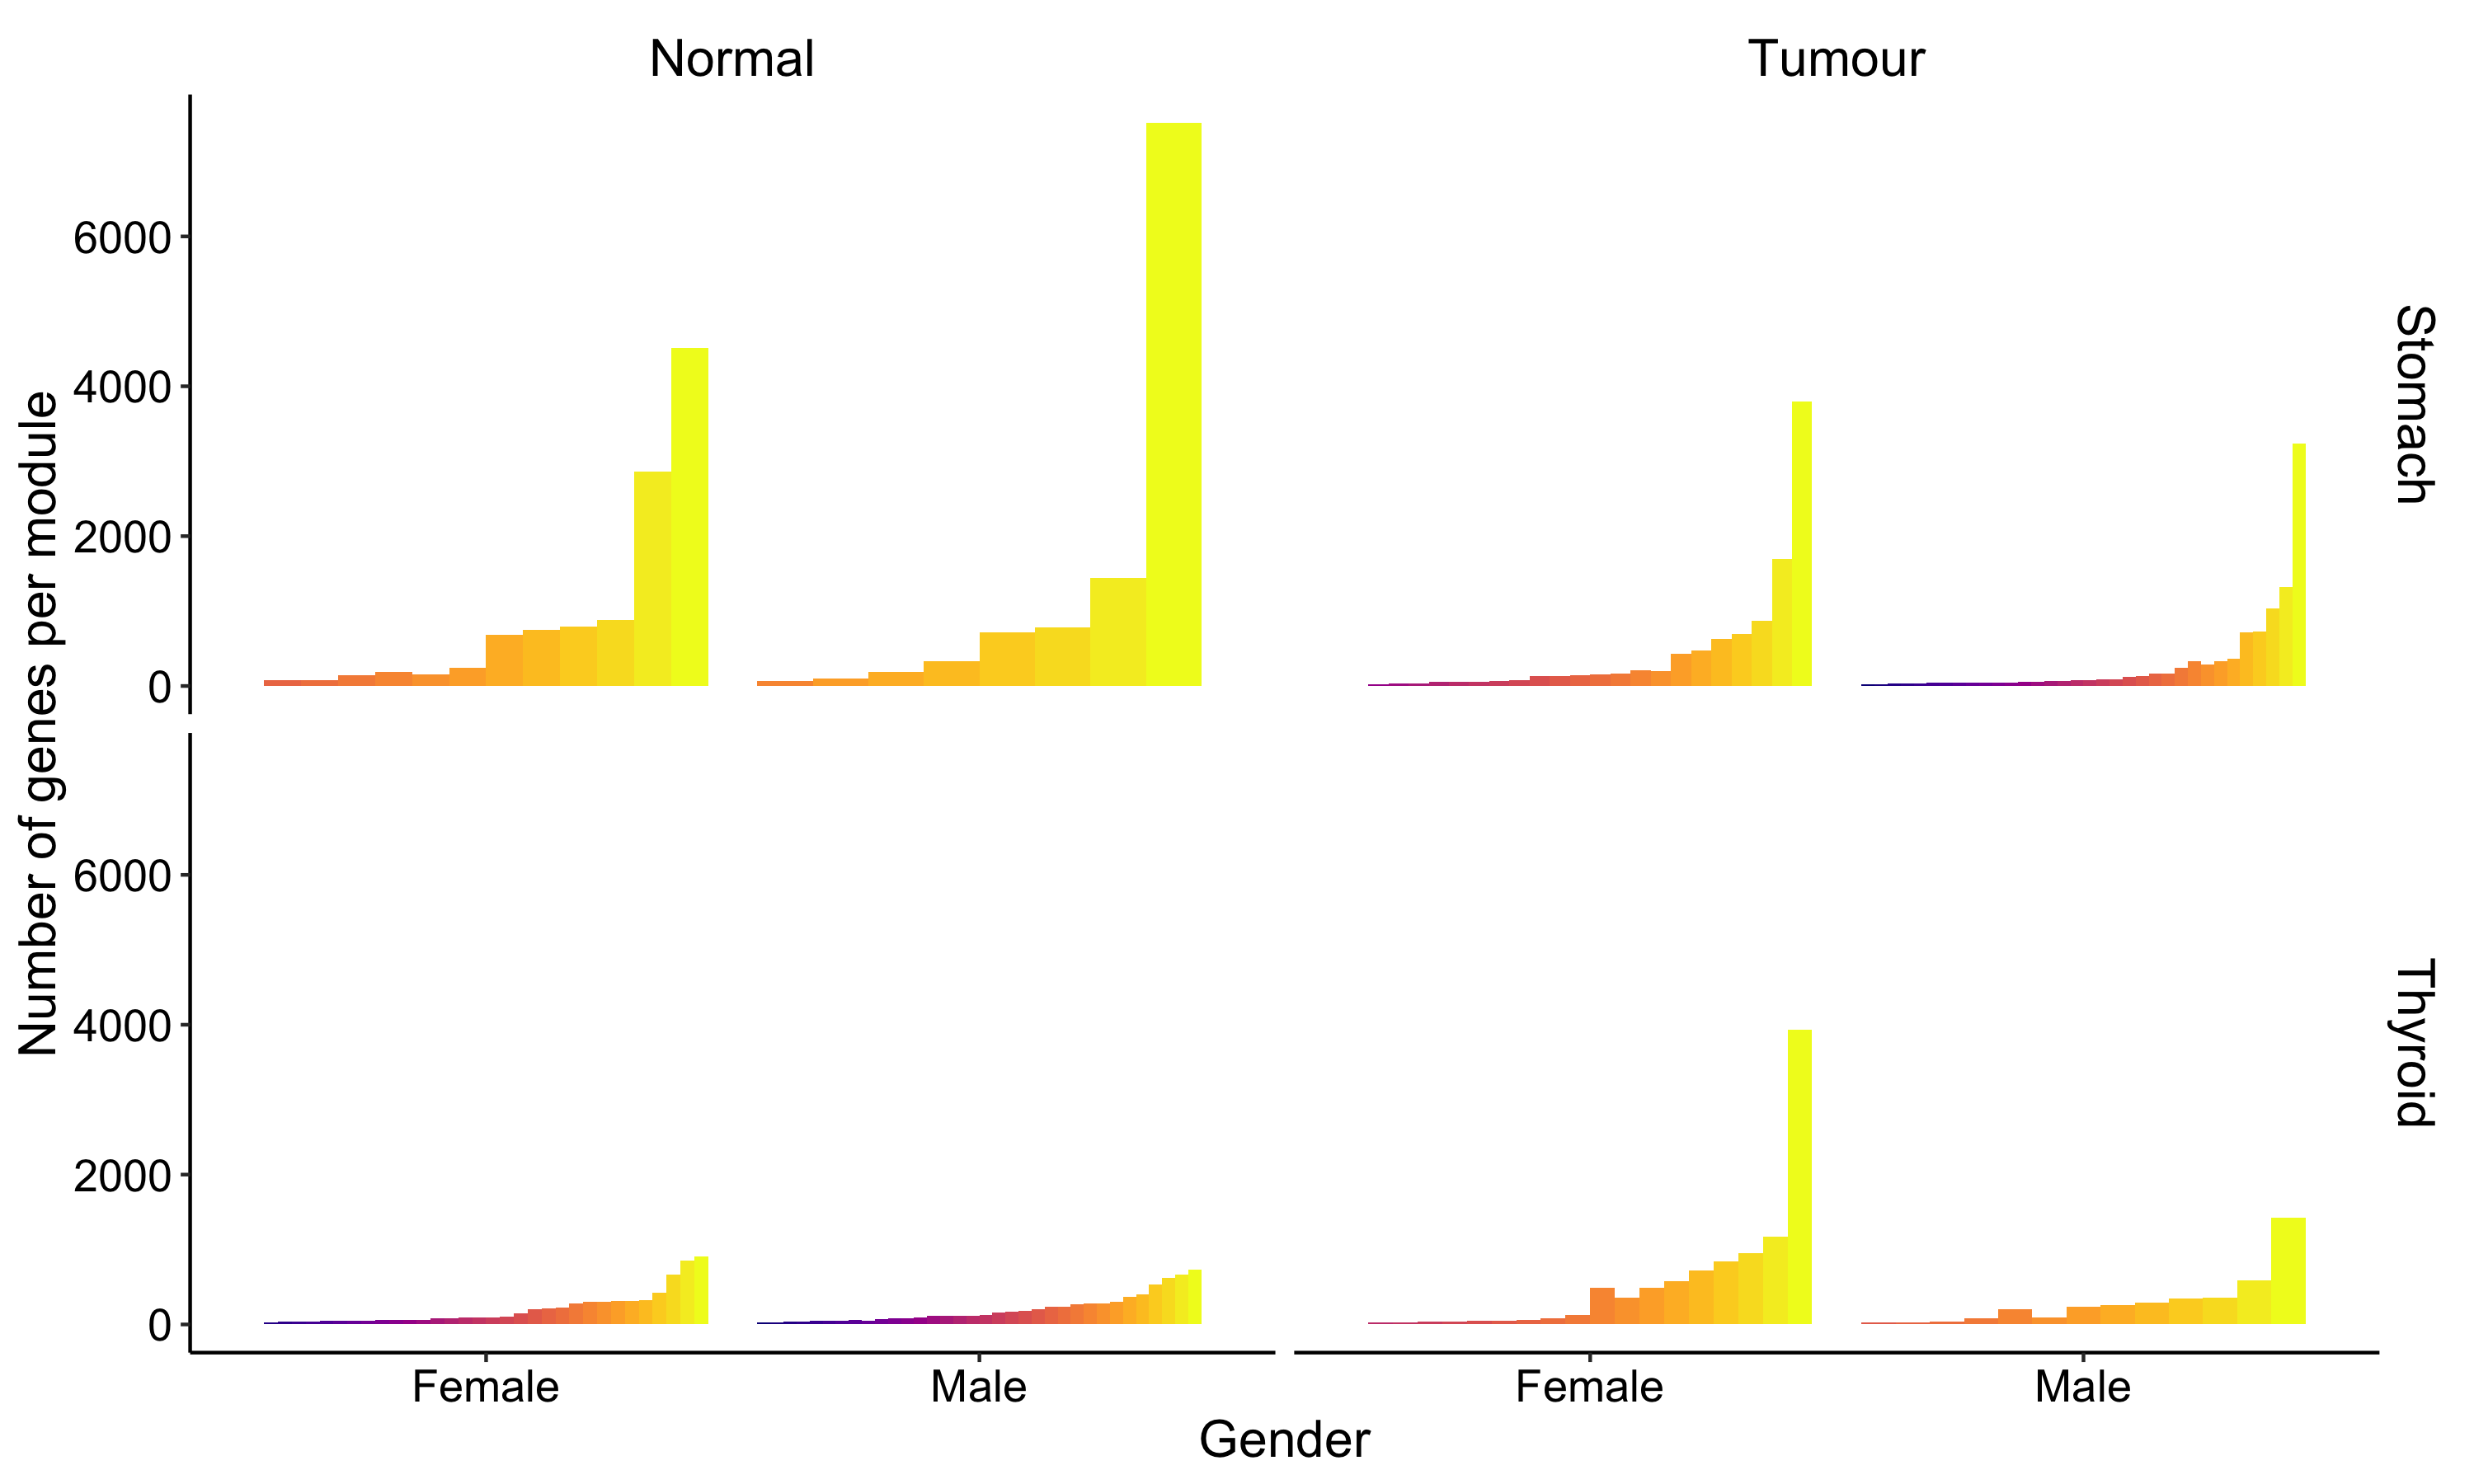 Normal
Tumour
Number of genes per module
6000
4000
2000
0
Stomach
6000
4000
2000
0
Thyroid
Female
Male
Female
Male
Gender